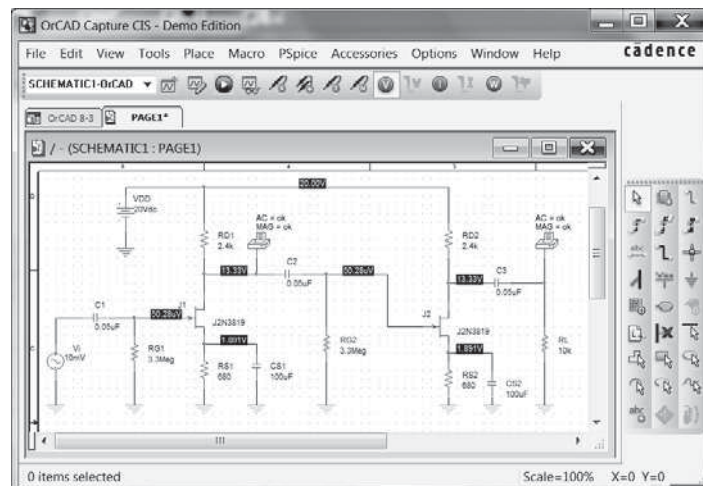 OrCAD Capture CIS - Demo Edition
File Edit View Tools Place Macro PSpice Accessories Options Window Help
cādence
SCHEMATIC1-OrCAD
OrCAD 8-3
PAGE1*
/ - (SCHEMATIC1 : PAGE1)
VDD
20Vdc
20.00V
RD1
2.4k
AC = ok
MAG = ok
RD2
2.4k
AC = ok
MAG = ok
13.33V
C2
0.05uF
50.28uV
13.33V
C3
0.05uF
C1
0.05uF
50.28uV
J1
J2N3819
J2
J2N3819
Vi
10mV
RG1
3.3Meg
1.891V
RS1
680
CS1
100uF
RG2
3.3Meg
1.891V
RS2
680
CS2
100uF
RL
10k
0 items selected
Scale=100% X=0 Y=0